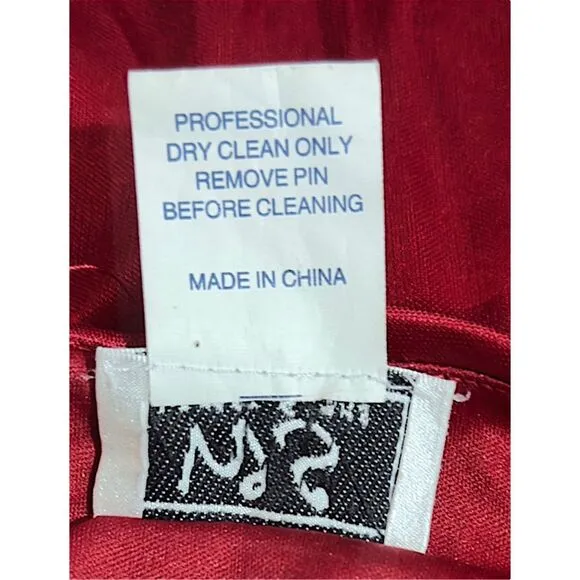 PROFESSIONAL
DRY CLEAN ONLY
REMOVE PIN
BEFORE CLEANING
MADE IN CHINA